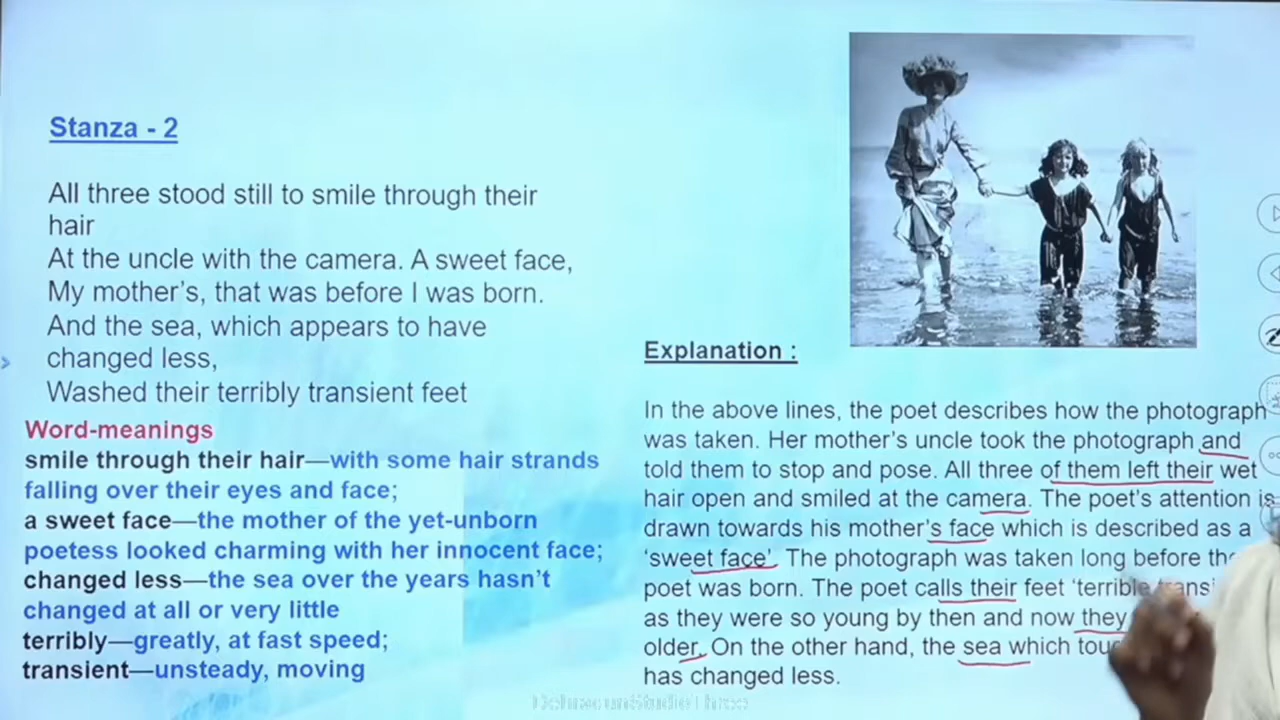 Stanza - 2
All three stood still to smile through their
hair
At the uncle with the camera. A sweet face,
My mother's, that was before I was born.
And the sea, which appears to have
changed less,
Washed their terribly transient feet
Word-meanings
smile through their hair—with some hair strands
falling over their eyes and face;
a sweet face—the mother of the yet-unborn
poetess looked charming with her innocent face;
changed less—the sea over the years hasn't
changed at all or very little
terribly—greatly, at fast speed;
transient—unsteady, moving
Explanation :
In the above lines, the poet describes how the photograph
was taken. Her mother's uncle took the photograph and
told them to stop and pose. All three of them left their wet
hair open and smiled at the camera. The poet's attention is
drawn towards his mother's face which is described as a
'sweet face'. The photograph was taken long before the
poet was born. The poet calls their feet 'terrible
as they were so young by then and now they
older. On the other hand, the sea which
has changed less.